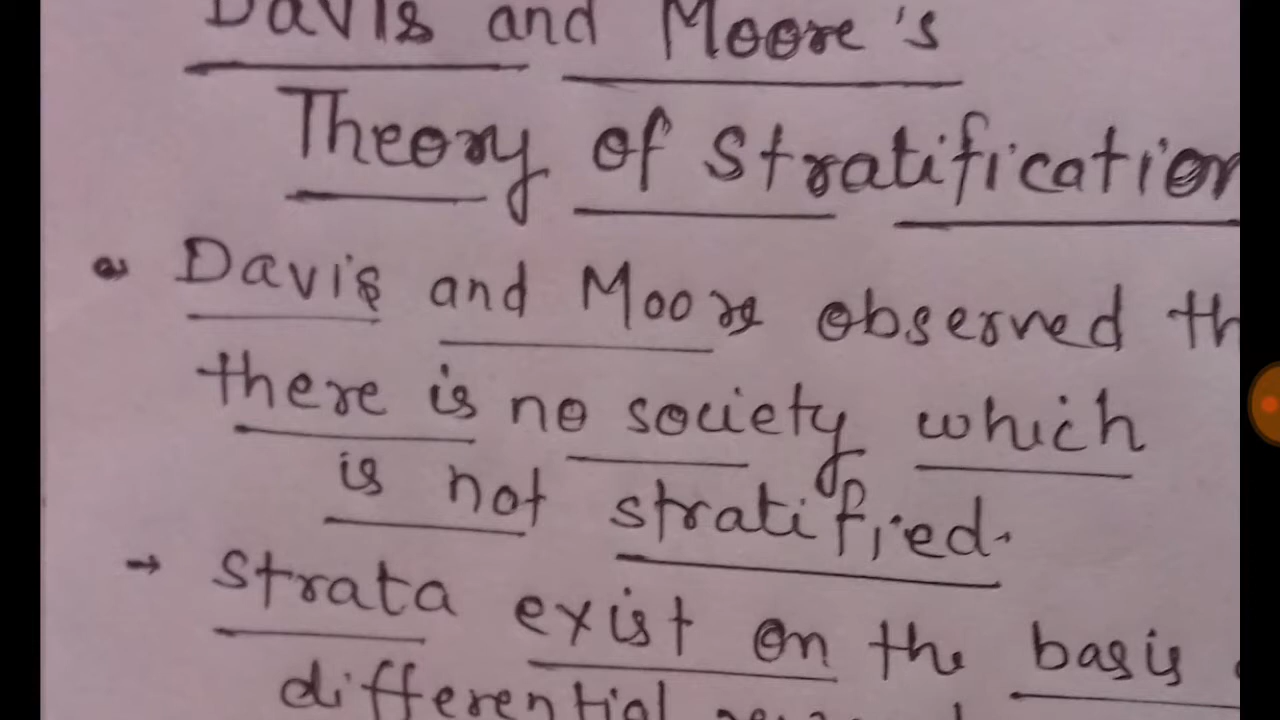 Davis and Moore's
Theory of Stratification
Davis and Moore observed th
there is no society which
is not stratified.
→ Strata exist on the basis
differential